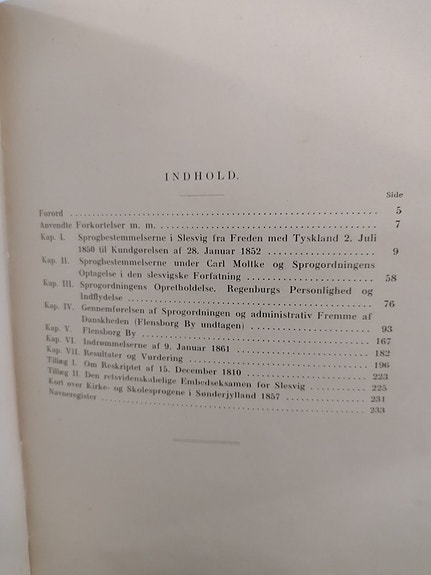 INDHOLD.
Side
Forord 5
Anvendte Forkortelser m. m. 7
Kap. I. Sprogbestemmelserne i Slesvig fra Freden med Tyskland 2. Juli
1850 til Kundgørelsen af 28. Januar 1852 9
Kap. II. Sprogbestemmelserne under Carl Moltke og Sprogordningens
Optagelse i den slesvigske Forfatning 58
Kap. III. Sprogordningens Opretholdelse. Regenburgs Personlighed og
Indflydelse 76
Kap. IV. Gennemførelsen af Sprogordningen og administrativ Fremme af
Danskheden (Flensborg By undtagen) 93
Kap. V. Flensborg By 167
Kap. VI. Indrømmelserne af 9. Januar 1861 182
Kap. VII. Resultater og Vurdering 196
Tillæg I. Om Reskriptet af 15. December 1810 223
Tillæg II. Den retsvidenskabelige Embedseksamen for Slesvig 225
Kort over Kirke- og Skolesprogene i Sønderjylland 1857 231
Navneregister 233